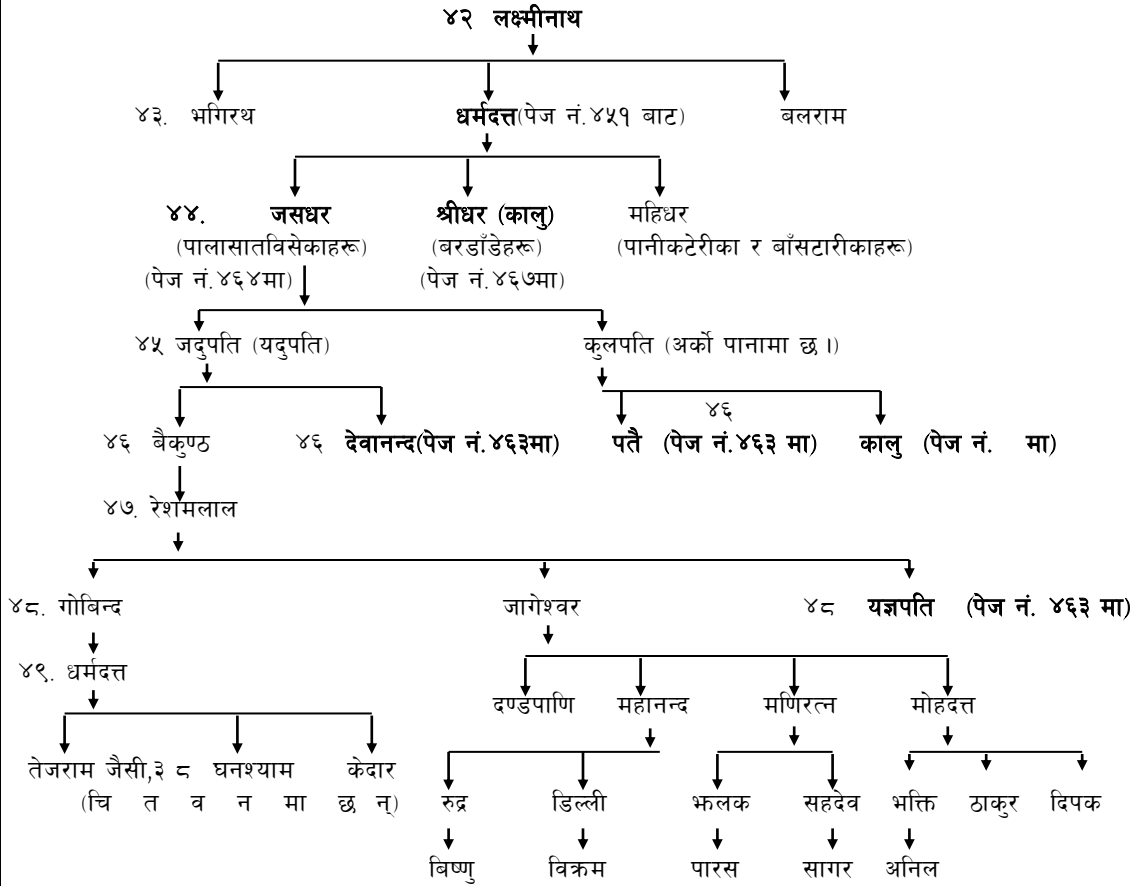 ४२ लक्ष्मीनाथ
४३. भगिरथ धर्मदत्त(पेज नं.४५१ बाट) बलराम
४४. जसधर श्रीधर (कालु) महिधर
(पालासातविसेकाहरू) (बरडाँडेहरू) (पानीकटेरीका र बाँसटारीकाहरू)
(पेज नं.४६४मा) (पेज नं.४६७मा)
४५ जदुपति (यदुपति) कुलपति (अर्को पानामा छ।)
४६
४६ बैकुण्ठ ४६ देवानन्द(पेज नं.४६३मा) पतै (पेज नं.४६३ मा) कालु (पेज नं. मा)
४७. रेशमलाल
४८. गोबिन्द जागेश्वर ४८ यज्ञपति (पेज नं. ४६३ मा)
४९. धर्मदत्त
दण्डपाणि महानन्द मणिरत्न मोहदत्त
तेजराम जैसी,३ ८ घनश्याम केदार
(चि त व न मा छ न्) रुद्र डिल्ली झलक सहदेव भक्ति ठाकुर दिपक
बिष्णु विक्रम पारस सागर अनिल